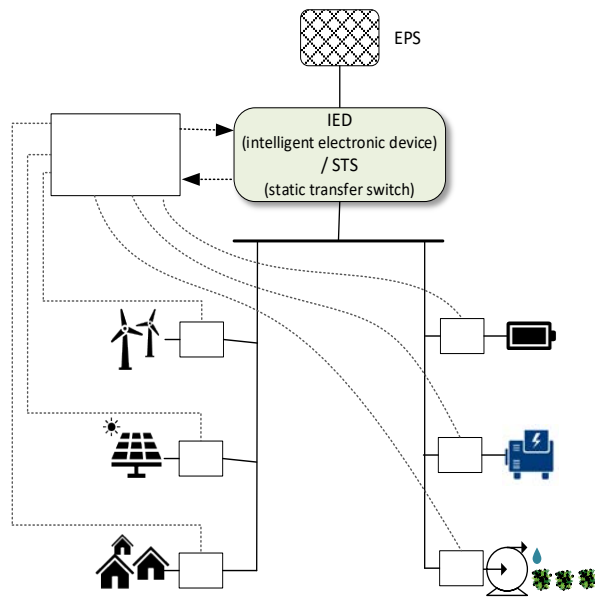 EPS
IED
(intelligent electronic device)
/ STS
(static transfer switch)